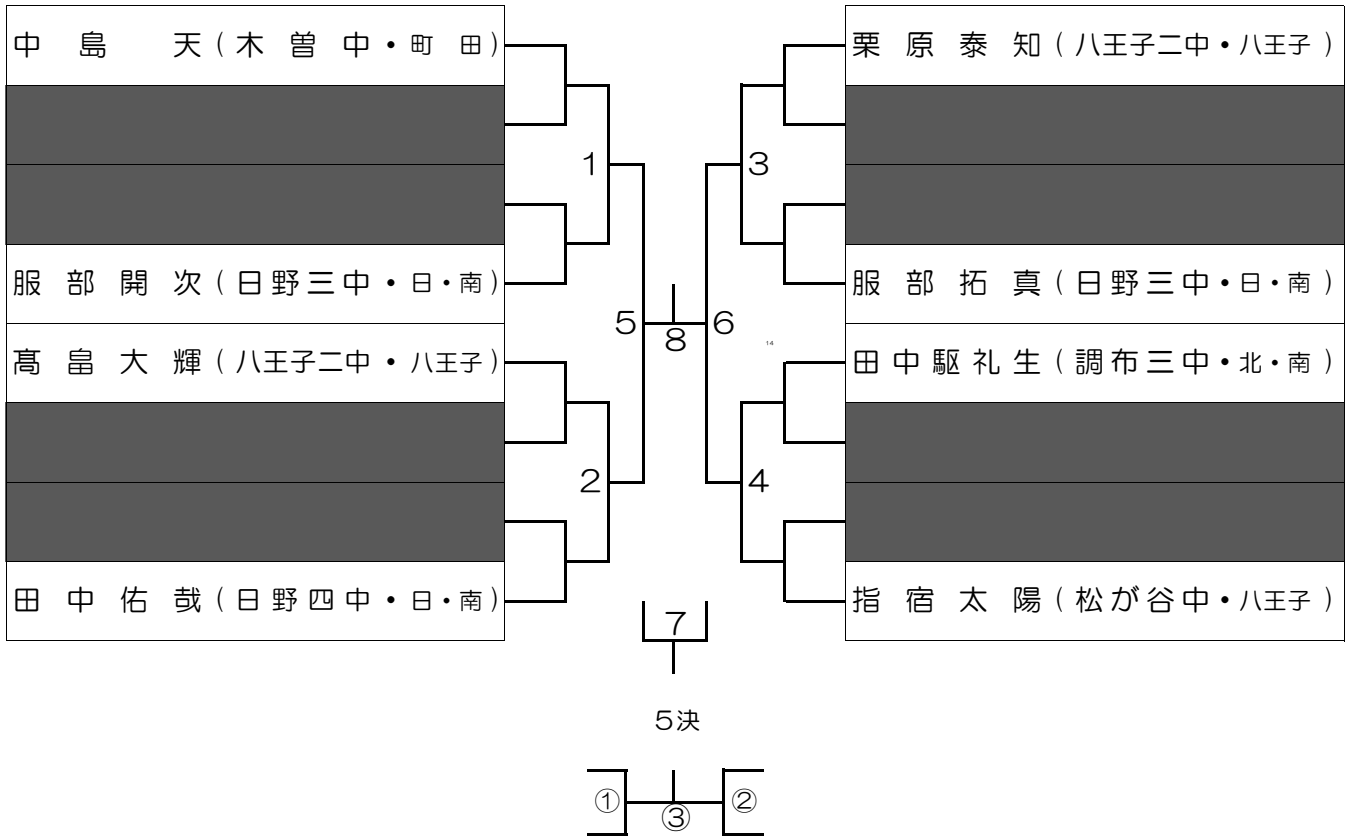 中島 天(木曽中・町田)
服部開次(日野三中・日・南)
髙畠大輝(八王子二中・八王子)
田中佑哉(日野四中・日・南)
1
2
5
8
6
3
4
14
栗原泰知(八王子二中・八王子)
服部拓真(日野三中・日・南)
田中駆礼生(調布三中・北・南)
指宿太陽(松が谷中・八王子)
7
5決
① ③ ②